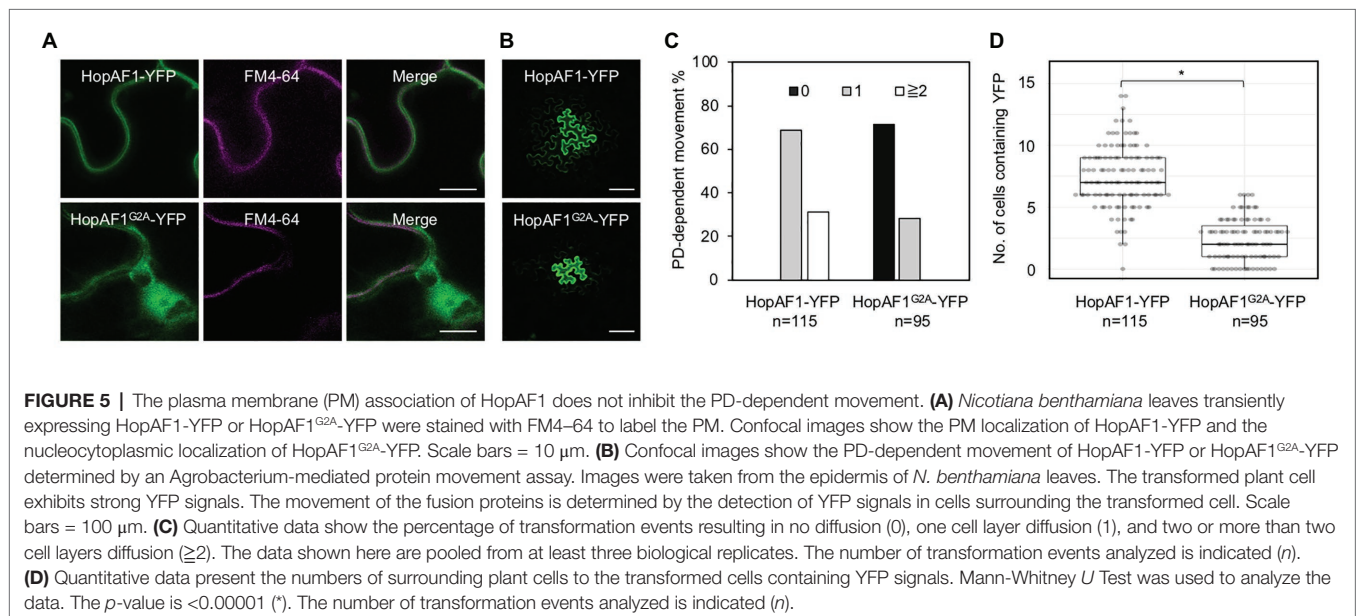 A
HopAF1-YFP FM4-64 Merge
HopAF1G2A-YFP FM4-64 Merge
B
HopAF1-YFP
HopAF1G2A-YFP
C
PD-dependent movement %
100
80
60
40
20
0
0 1 ≧2
HopAF1-YFP HopAF1G2A-YFP
n=115 n=95
D
No. of cells containing YFP
15
10
5
0
*
HopAF1-YFP HopAF1G2A-YFP
n=115 n=95
FIGURE 5 | The plasma membrane (PM) association of HopAF1 does not inhibit the PD-dependent movement. (A) Nicotiana benthamiana leaves transiently
expressing HopAF1-YFP or HopAF1G2A-YFP were stained with FM4–64 to label the PM. Confocal images show the PM localization of HopAF1-YFP and the
nucleocytoplasmic localization of HopAF1G2A-YFP. Scale bars = 10 μm. (B) Confocal images show the PD-dependent movement of HopAF1-YFP or HopAF1G2A-YFP
determined by an Agrobacterium-mediated protein movement assay. Images were taken from the epidermis of N. benthamiana leaves. The transformed plant cell
exhibits strong YFP signals. The movement of the fusion proteins is determined by the detection of YFP signals in cells surrounding the transformed cell. Scale
bars = 100 μm. (C) Quantitative data show the percentage of transformation events resulting in no diffusion (0), one cell layer diffusion (1), and two or more than two
cell layers diffusion (≧2). The data shown here are pooled from at least three biological replicates. The number of transformation events analyzed is indicated (n).
(D) Quantitative data present the numbers of surrounding plant cells to the transformed cells containing YFP signals. Mann-Whitney U Test was used to analyze the
data. The p-value is <0.00001 (*). The number of transformation events analyzed is indicated (n).